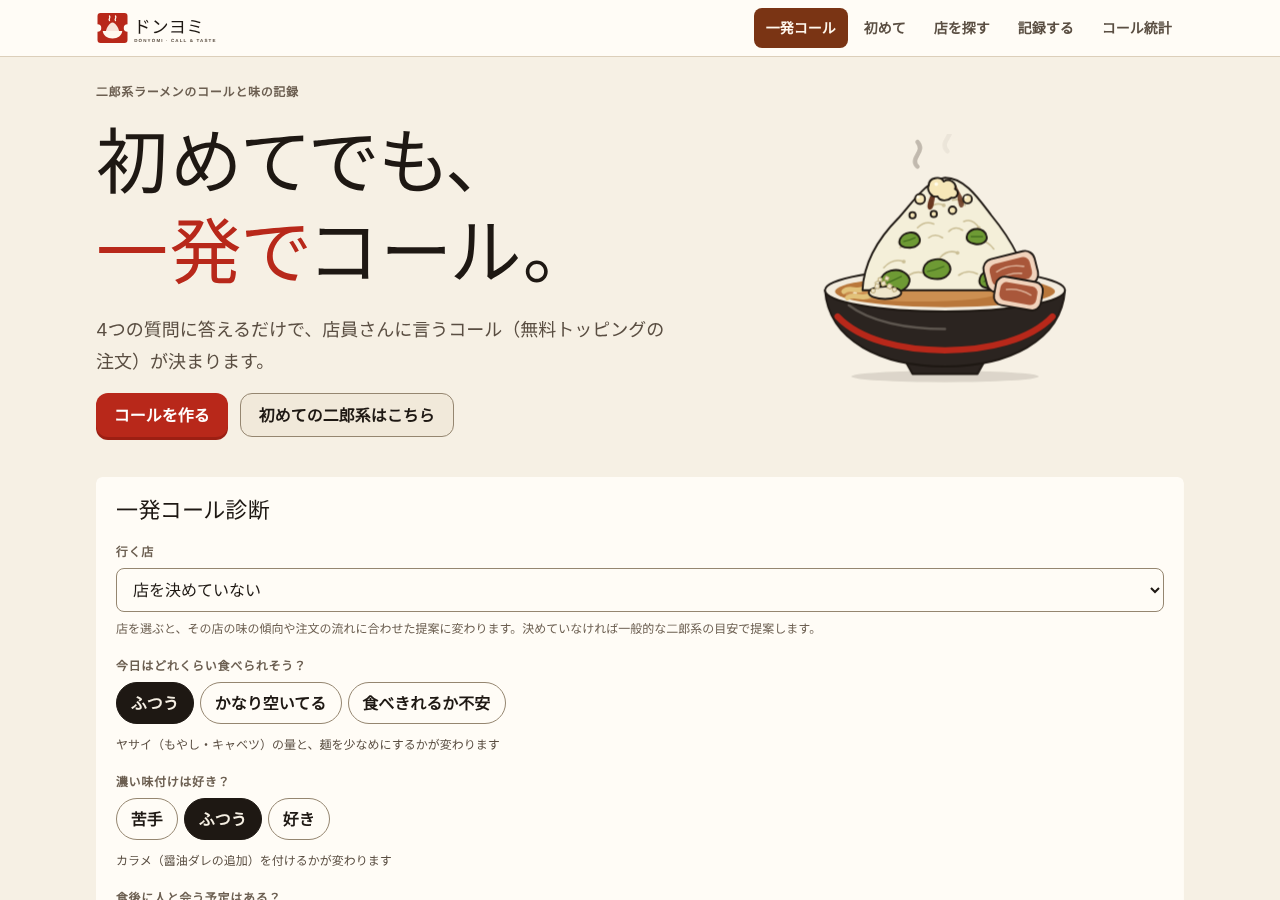 ドンヨミ
DONYOMI · CALL & TASTE
一発コール
初めて
店を探す
記録する
コール統計
二郎系ラーメンのコールと味の記録
初めてでも、
一発でコール。
4つの質問に答えるだけで、店員さんに言うコール（無料トッピングの
注文）が決まります。
コールを作る
初めての二郎系はこちら
一発コール診断
行く店
店を決めていない
店を選ぶと、その店の味の傾向や注文の流れに合わせた提案に変わります。決めていなければ一般的な二郎系の目安で提案します。
今日はどれくらい食べられそう？
ふつう
かなり空いてる
食べきれるか不安
ヤサイ（もやし・キャベツ）の量と、麺を少なめにするかが変わります
濃い味付けは好き？
苦手
ふつう
好き
カラメ（醤油ダレの追加）を付けるかが変わります
食後に人と会う予定はある？